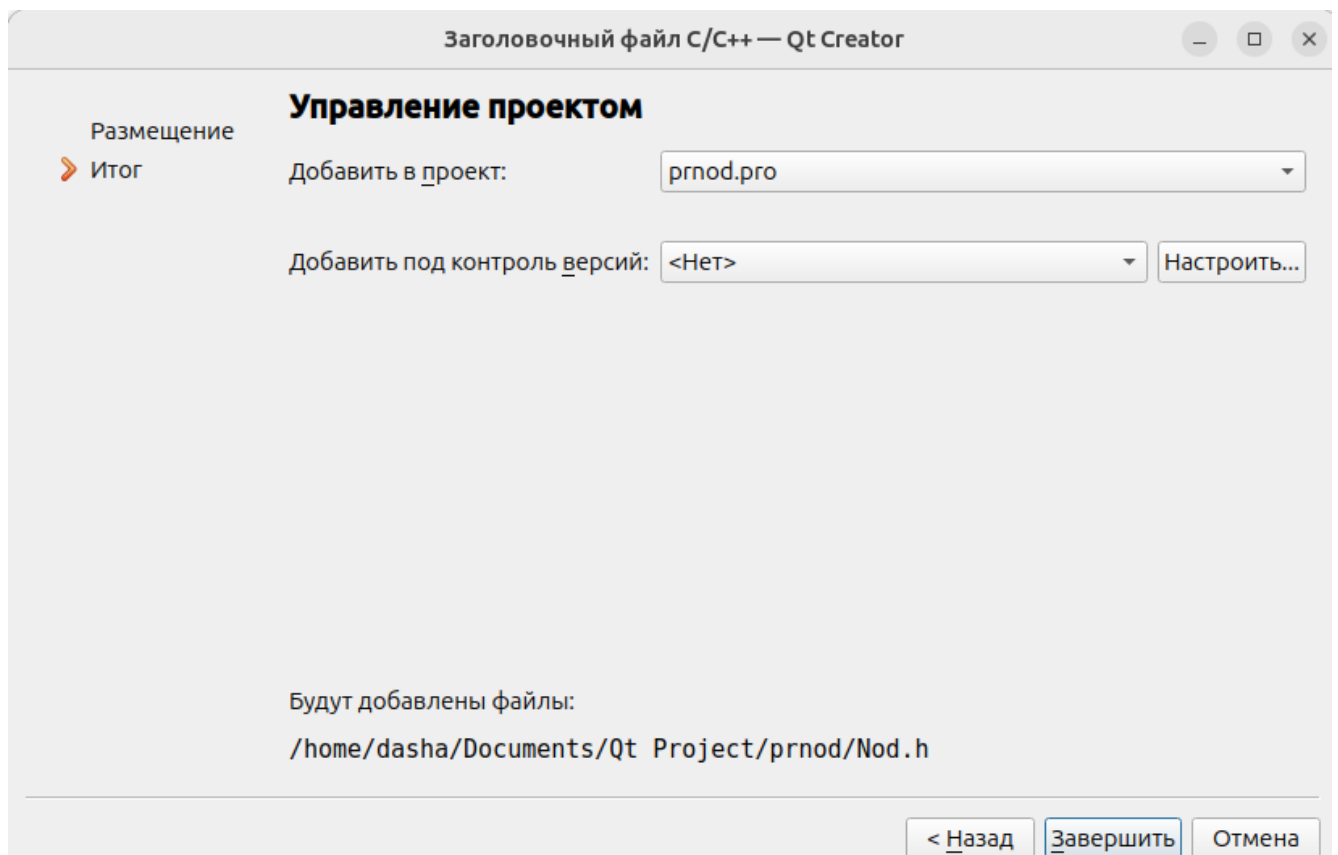 Заголовочный файл C/C++ — Qt Creator
Размещение
Итог
Управление проектом
Добавить в проект: prnod.pro
Добавить под контроль версий: <Нет> Настроить...
Будут добавлены файлы:
/home/dasha/Documents/Qt Project/prnod/Nod.h
< Назад Завершить Отмена